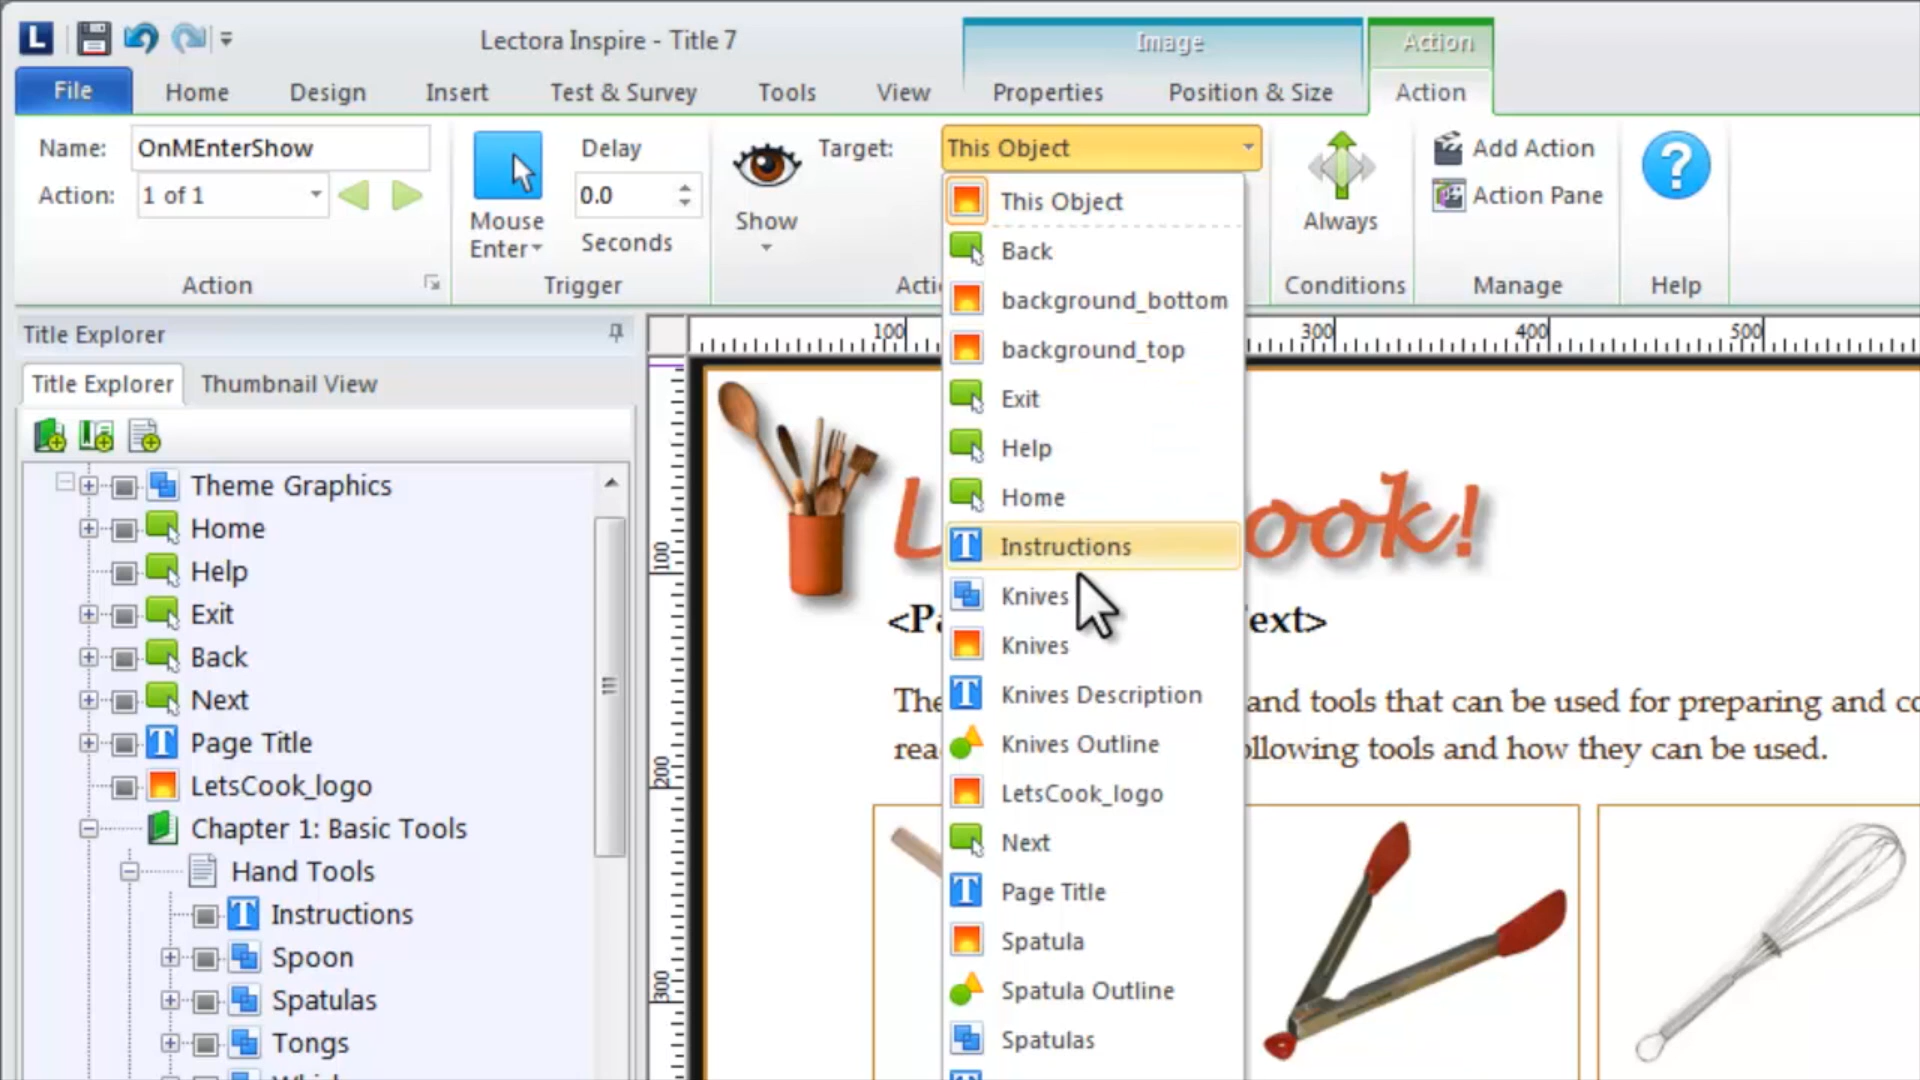 L
Lectora Inspire - Title 7
Image
Action
File
Home
Design
Insert
Test & Survey
Tools
View
Properties
Position & Size
Action
Name:
OnMEnterShow
Action:
1 of 1
Action
Mouse
Enter
Delay
0.0
Seconds
Trigger
Show
Target:
This Object
Acti
Always
Conditions
Add Action
Action Pane
Manage
?
Help
This Object
Back
background_bottom
background_top
Exit
Help
Home
Instructions
Knives
Knives
Knives Description
Knives Outline
LetsCook_logo
Next
Page Title
Spatula
Spatula Outline
Spatulas
Title Explorer
Title Explorer
Thumbnail View
Theme Graphics
Home
Help
Exit
Back
Next
Page Title
LetsCook_logo
Chapter 1: Basic Tools
Hand Tools
Instructions
Spoon
Spatulas
Tongs
100
300
400
500
100
200
300
L ook!
<Pa ext>
The and tools that can be used for preparing and co
rea ollowing tools and how they can be used.